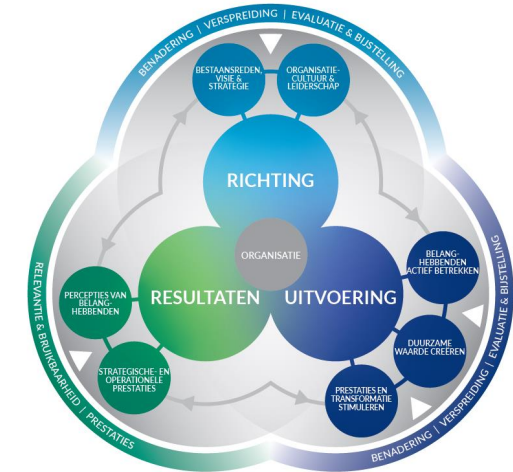 BENADERING | VERSPREIDING | EVALUATIE & BIJSTELLING
BESTAANSREDEN,
VISIE &
STRATEGIE
ORGANISATIE-
CULTUUR &
LEIDERSCHAP
RICHTING
ORGANISATIE
RESULTATEN
UITVOERING
BELANG-
HEBBENDEN
ACTIEF BETREKKEN
DUURZAME
WAARDE CREËREN
PRESTATIES EN
TRANSFORMATIE
STIMULEREN
PERCEPTIES VAN
BELANG-
HEBBENDEN
STRATEGISCHE- EN
OPERATIONELE
PRESTATIES
RELEVANTIE & BRUIKBAARHEID | PRESTATIES
BENADERING | VERSPREIDING | EVALUATIE & BIJSTELLING